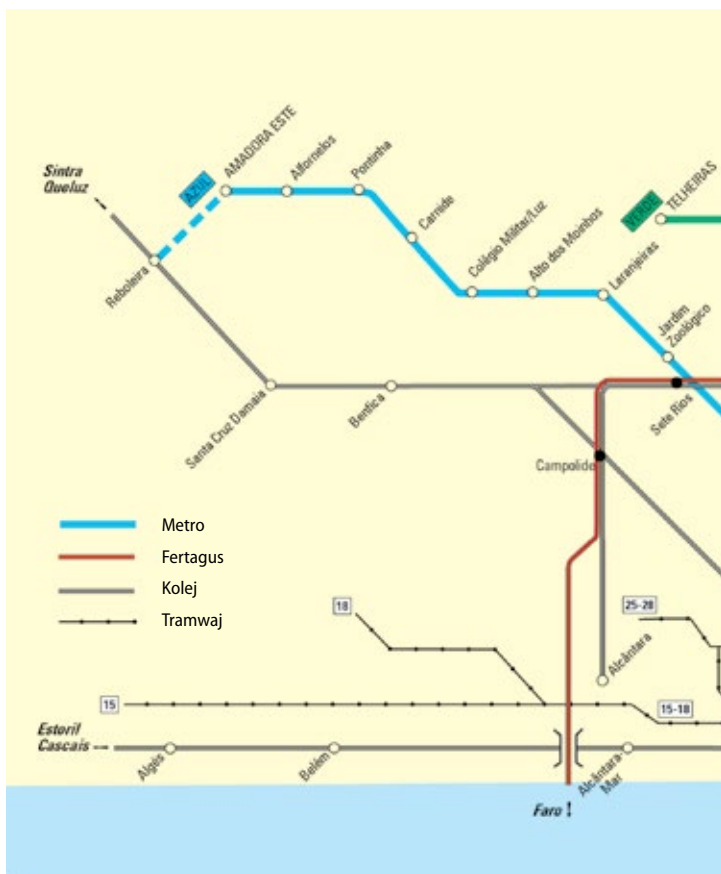 Sintra
Queluz
AZUL
AMADORA ESTE
Alfornelos
Pontinha
Carnide
Colégio Militar/Luz
Alto dos Moinhos
Laranjeiras
VERDE
TELHEIRAS
Jardim
Zoológico
Reboleira
Santa Cruz Damaia
Benfica
Sete Rios
Campolide
Metro
Fertagus
Kolej
Tramwaj
18
25-28
Alcântara
15
15-18
Estoril
Cascais
Algés
Belém
Alcântara-
Mar
Faro